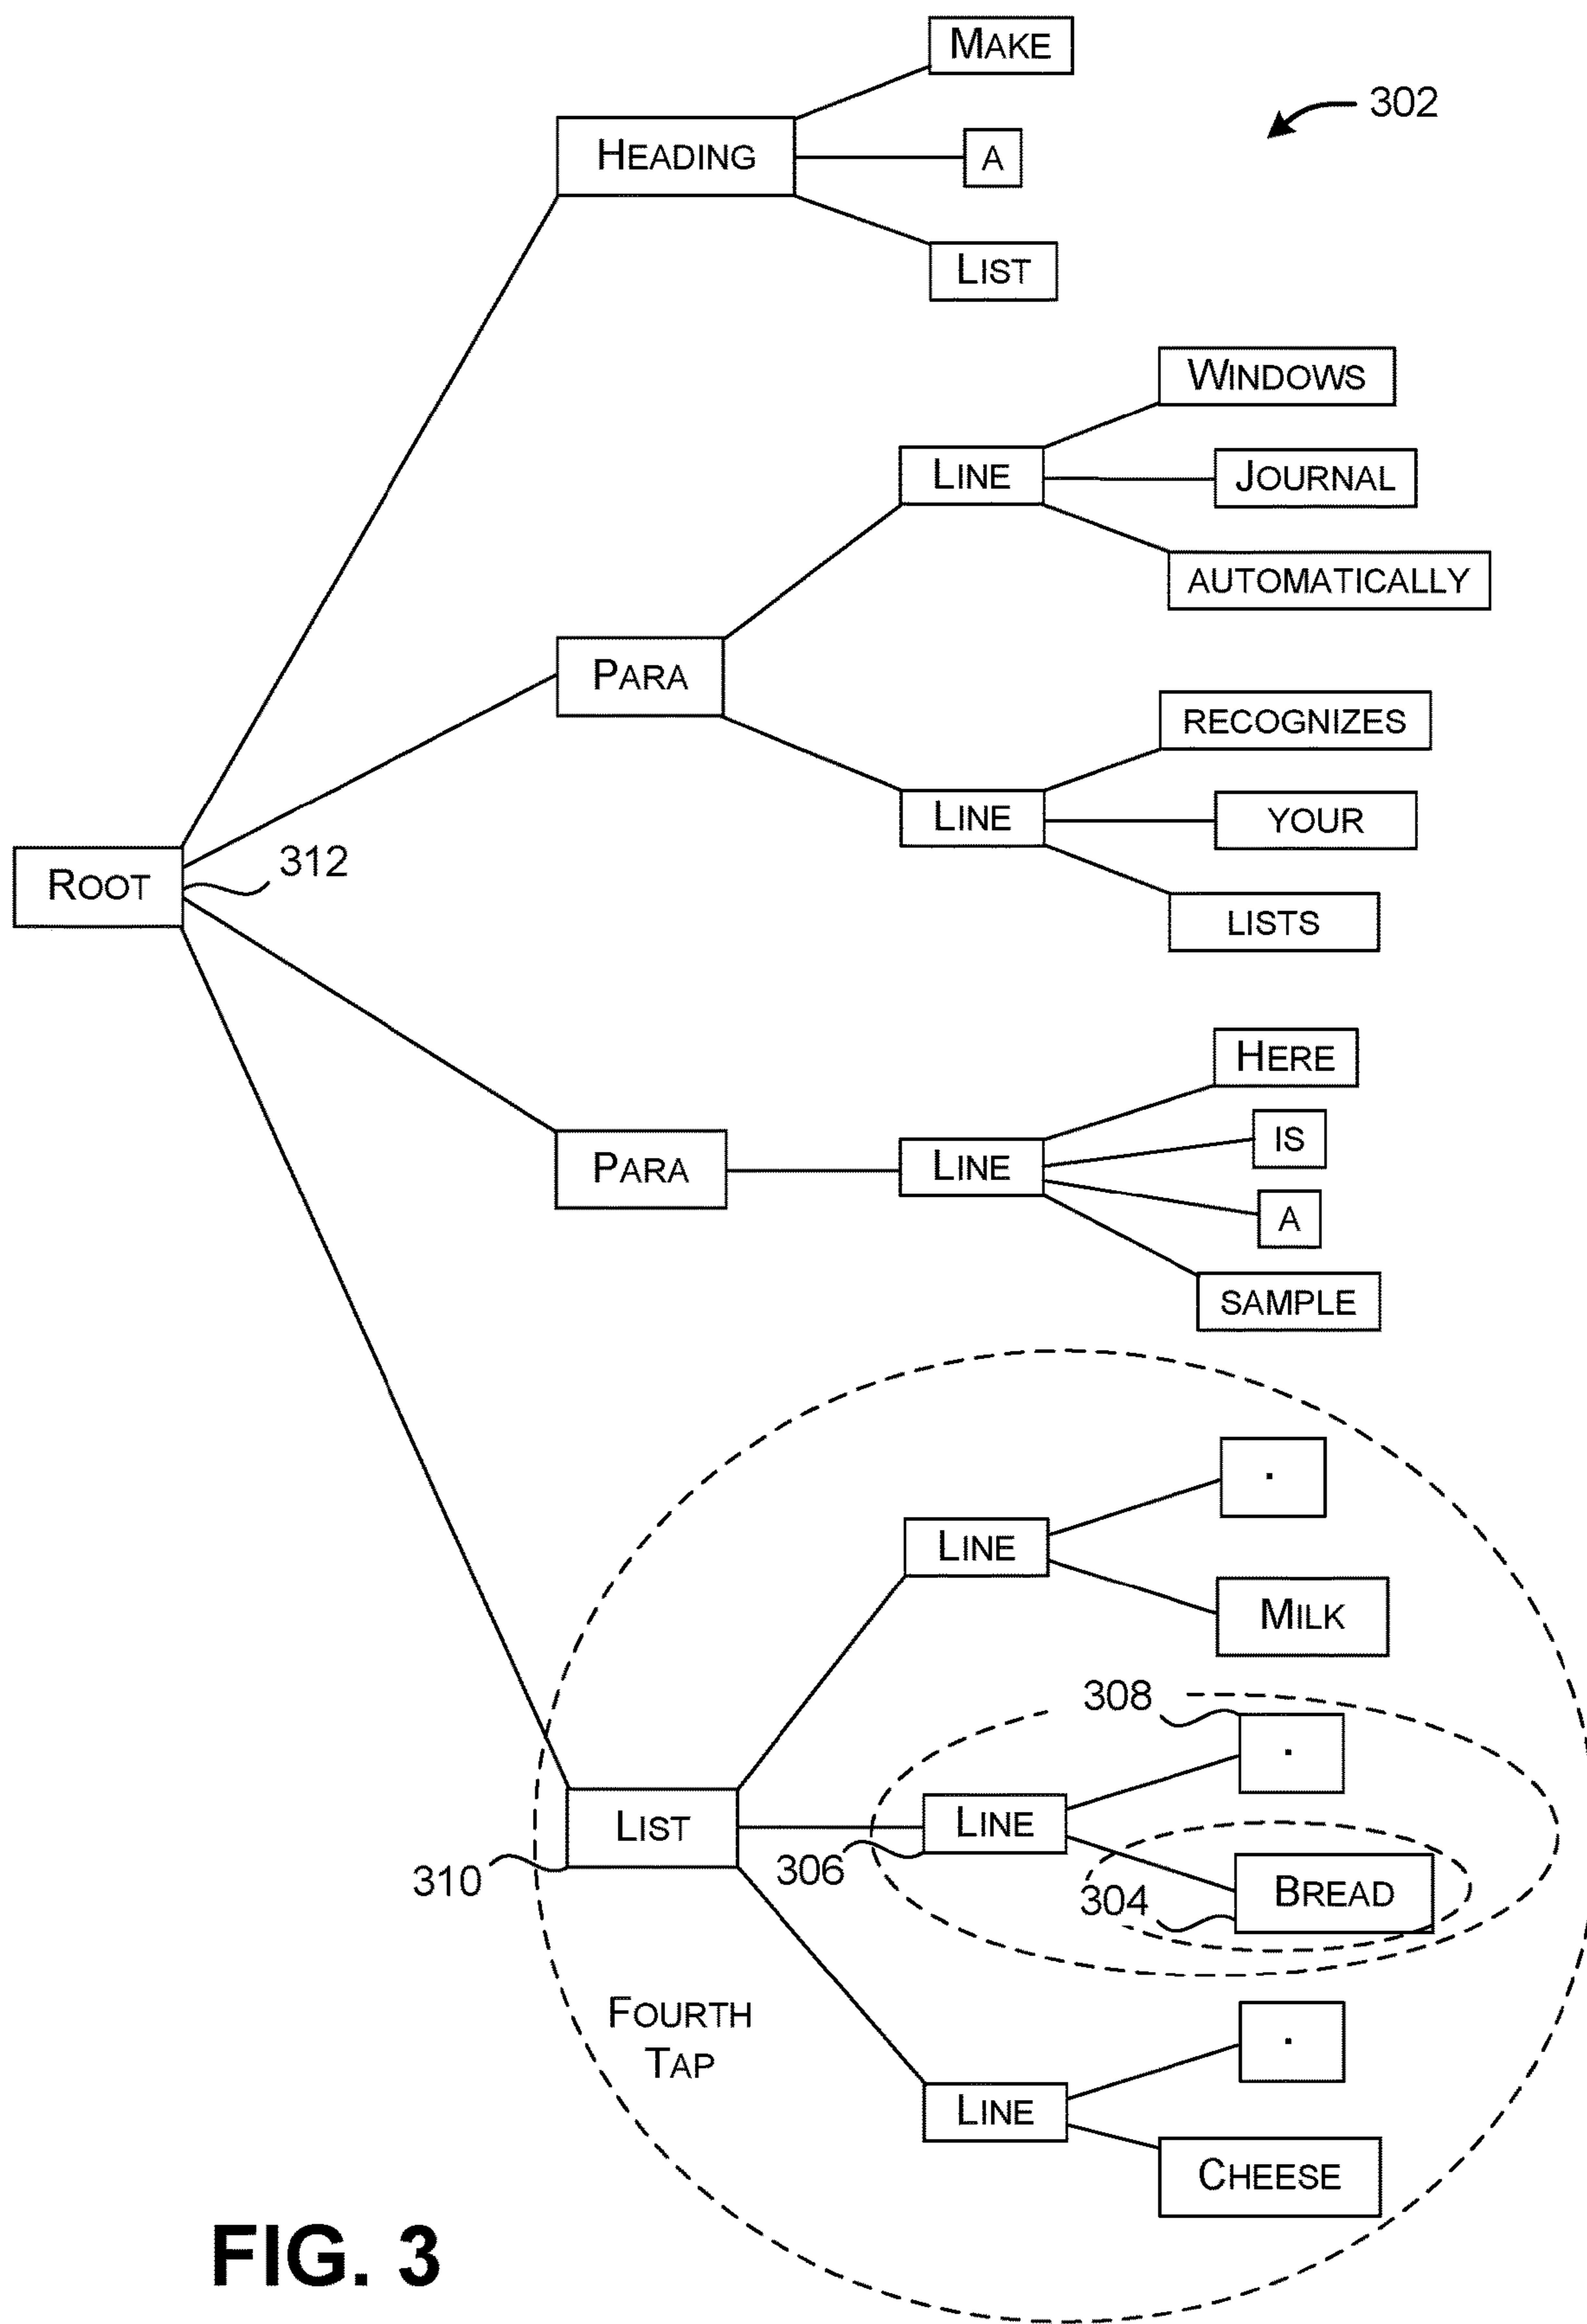 MAKE
302
HEADING
A
LIST
WINDOWS
LINE
JOURNAL
AUTOMATICALLY
PARA
RECOGNIZES
LINE
YOUR
LISTS
ROOT
312
HERE
IS
PARA
LINE
A
SAMPLE
·
LINE
MILK
308
·
LIST
LINE
310
306
304
BREAD
FOURTH
TAP
·
LINE
CHEESE
FIG. 3